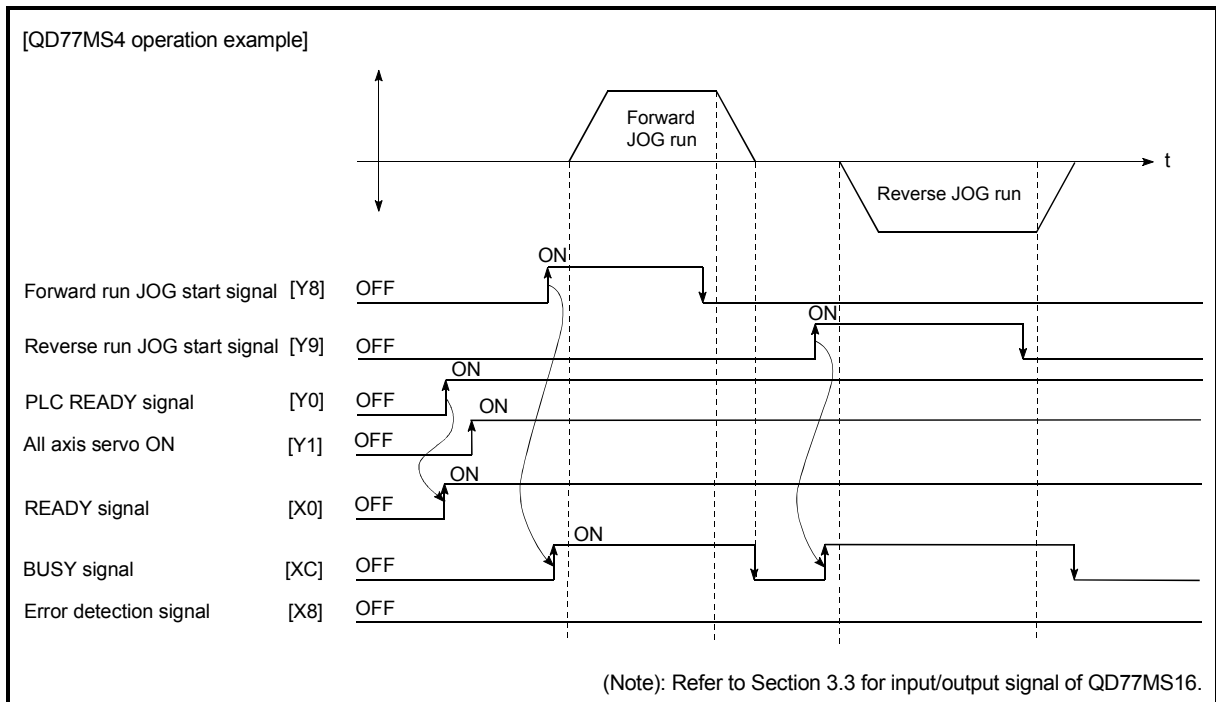 [QD77MS4 operation example]
Forward
JOG run
t
Reverse JOG run
ON
Forward run JOG start signal [Y8] OFF
ON
Reverse run JOG start signal [Y9] OFF
ON
PLC READY signal [Y0] OFF
ON
All axis servo ON [Y1] OFF
ON
READY signal [X0] OFF
ON
BUSY signal [XC] OFF
Error detection signal [X8] OFF
(Note): Refer to Section 3.3 for input/output signal of QD77MS16.